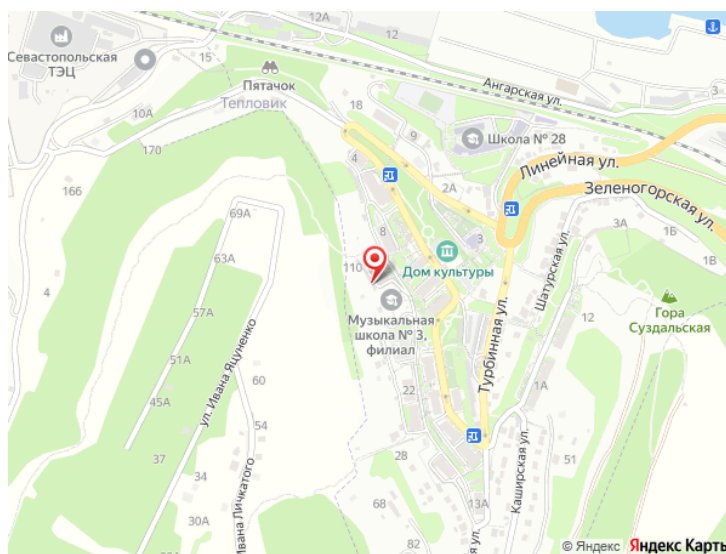 12А
Севастопольская
ТЭЦ
15
Пятачок
Тепловик
3
Ангарская ул.
10А
18
9
Школа № 28
170
Линейная ул.
4
166
2А
Зеленогорская ул.
69А
3А
1Б
8
3
63А
110
Дом культуры
1В
4
Шатурская ул.
57А
Музыкальная
школа № 3,
филиал
Гора
Суздальская
12
ул. Ивана Яцуненко
Турбинная ул.
51А
60
1А
45А
22
37
28
51
34
Каширская ул.
30А
68
13А
Ивана Личкатого
82
ая ул.
© Яндекс Яндекс Карты